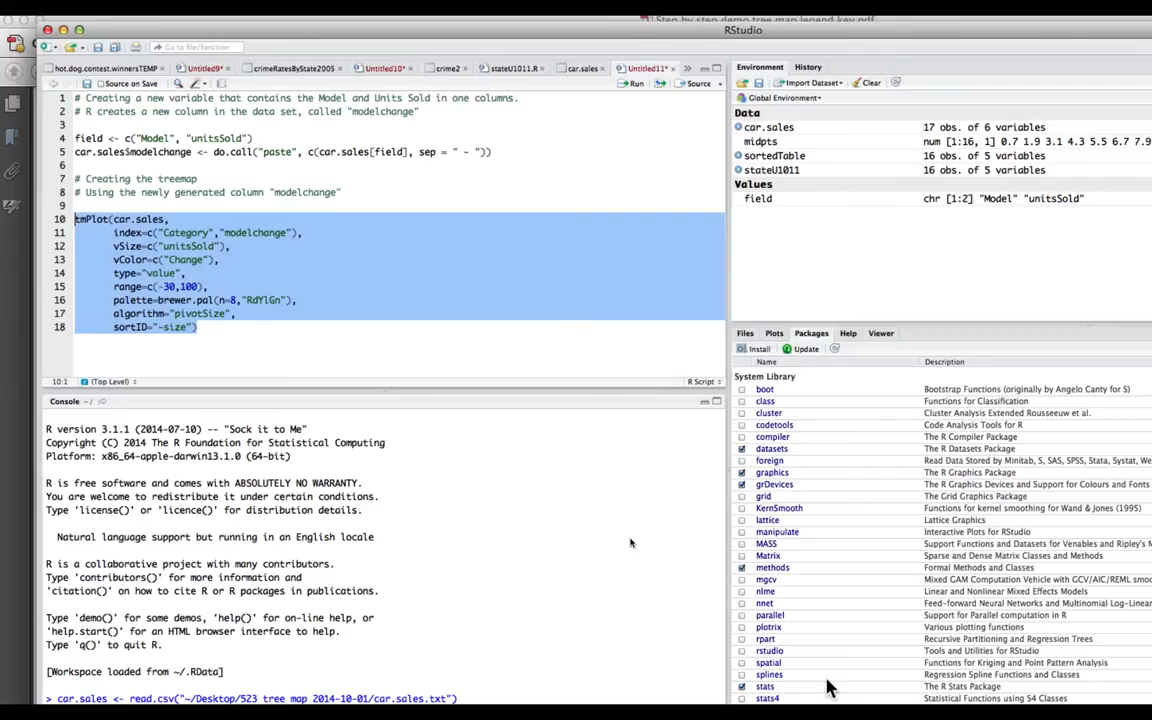 Step by step demo tree map legend key.pdf
RStudio
Go to file/function
hot.dog.contest.winnersTEMP × Untitled9* × crimeRatesByState2005 × Untitled10* × crime2 × stateU1011.R × car.sales × Untitled11* × »
Source on Save Run Source
1 # Creating a new variable that contains the Model and Units Sold in one columns.
2 # R creates a new column in the data set, called "modelchange"
3
4 field <- c("Model", "unitsSold")
5 car.sales$modelchange <- do.call("paste", c(car.sales[field], sep = " - "))
6
7 # Creating the treemap
8 # Using the newly generated column "modelchange"
9
10 tmPlot(car.sales,
11 index=c("Category","modelchange"),
12 vSize=c("unitsSold"),
13 vColor=c("Change"),
14 type="value",
15 range=c(-30,100),
16 palette=brewer.pal(n=8,"RdYlGn"),
17 algorithm="pivotSize",
18 sortID="-size")
10:1 (Top Level) R Script
Console ~/
R version 3.1.1 (2014-07-10) -- "Sock it to Me"
Copyright (C) 2014 The R Foundation for Statistical Computing
Platform: x86_64-apple-darwin13.1.0 (64-bit)
R is free software and comes with ABSOLUTELY NO WARRANTY.
You are welcome to redistribute it under certain conditions.
Type 'license()' or 'licence()' for distribution details.
Natural language support but running in an English locale
R is a collaborative project with many contributors.
Type 'contributors()' for more information and
'citation()' on how to cite R or R packages in publications.
Type 'demo()' for some demos, 'help()' for on-line help, or
'help.start()' for an HTML browser interface to help.
Type 'q()' to quit R.
[Workspace loaded from ~/.RData]
> car.sales <- read.csv("~/Desktop/523 tree map 2014-10-01/car.sales.txt")
Environment History
Import Dataset Clear
Global Environment
Data
car.sales 17 obs. of 6 variables
midpts num [1:16, 1] 0.7 1.9 3.1 4.3 5.5 6.7 7.9
sortedTable 16 obs. of 5 variables
stateU1011 16 obs. of 5 variables
Values
field chr [1:2] "Model" "unitsSold"
Files Plots Packages Help Viewer
Install Update
Name Description
System Library
boot Bootstrap Functions (originally by Angelo Canty for S)
class Functions for Classification
cluster Cluster Analysis Extended Rousseeuw et al.
codetools Code Analysis Tools for R
compiler The R Compiler Package
datasets The R Datasets Package
foreign Read Data Stored by Minitab, S, SAS, SPSS, Stata, Systat, We
graphics The R Graphics Package
grDevices The R Graphics Devices and Support for Colours and Fonts
grid The Grid Graphics Package
KernSmooth Functions for kernel smoothing for Wand & Jones (1995)
lattice Lattice Graphics
manipulate Interactive Plots for RStudio
MASS Support Functions and Datasets for Venables and Ripley's M
Matrix Sparse and Dense Matrix Classes and Methods
methods Formal Methods and Classes
mgcv Mixed GAM Computation Vehicle with GCV/AIC/REML smoo
nlme Linear and Nonlinear Mixed Effects Models
nnet Feed-forward Neural Networks and Multinomial Log-Linea
parallel Support for Parallel computation in R
plotrix Various plotting functions
rpart Recursive Partitioning and Regression Trees
rstudio Tools and Utilities for RStudio
spatial Functions for Kriging and Point Pattern Analysis
splines Regression Spline Functions and Classes
stats The R Stats Package
stats4 Statistical Functions using S4 Classes